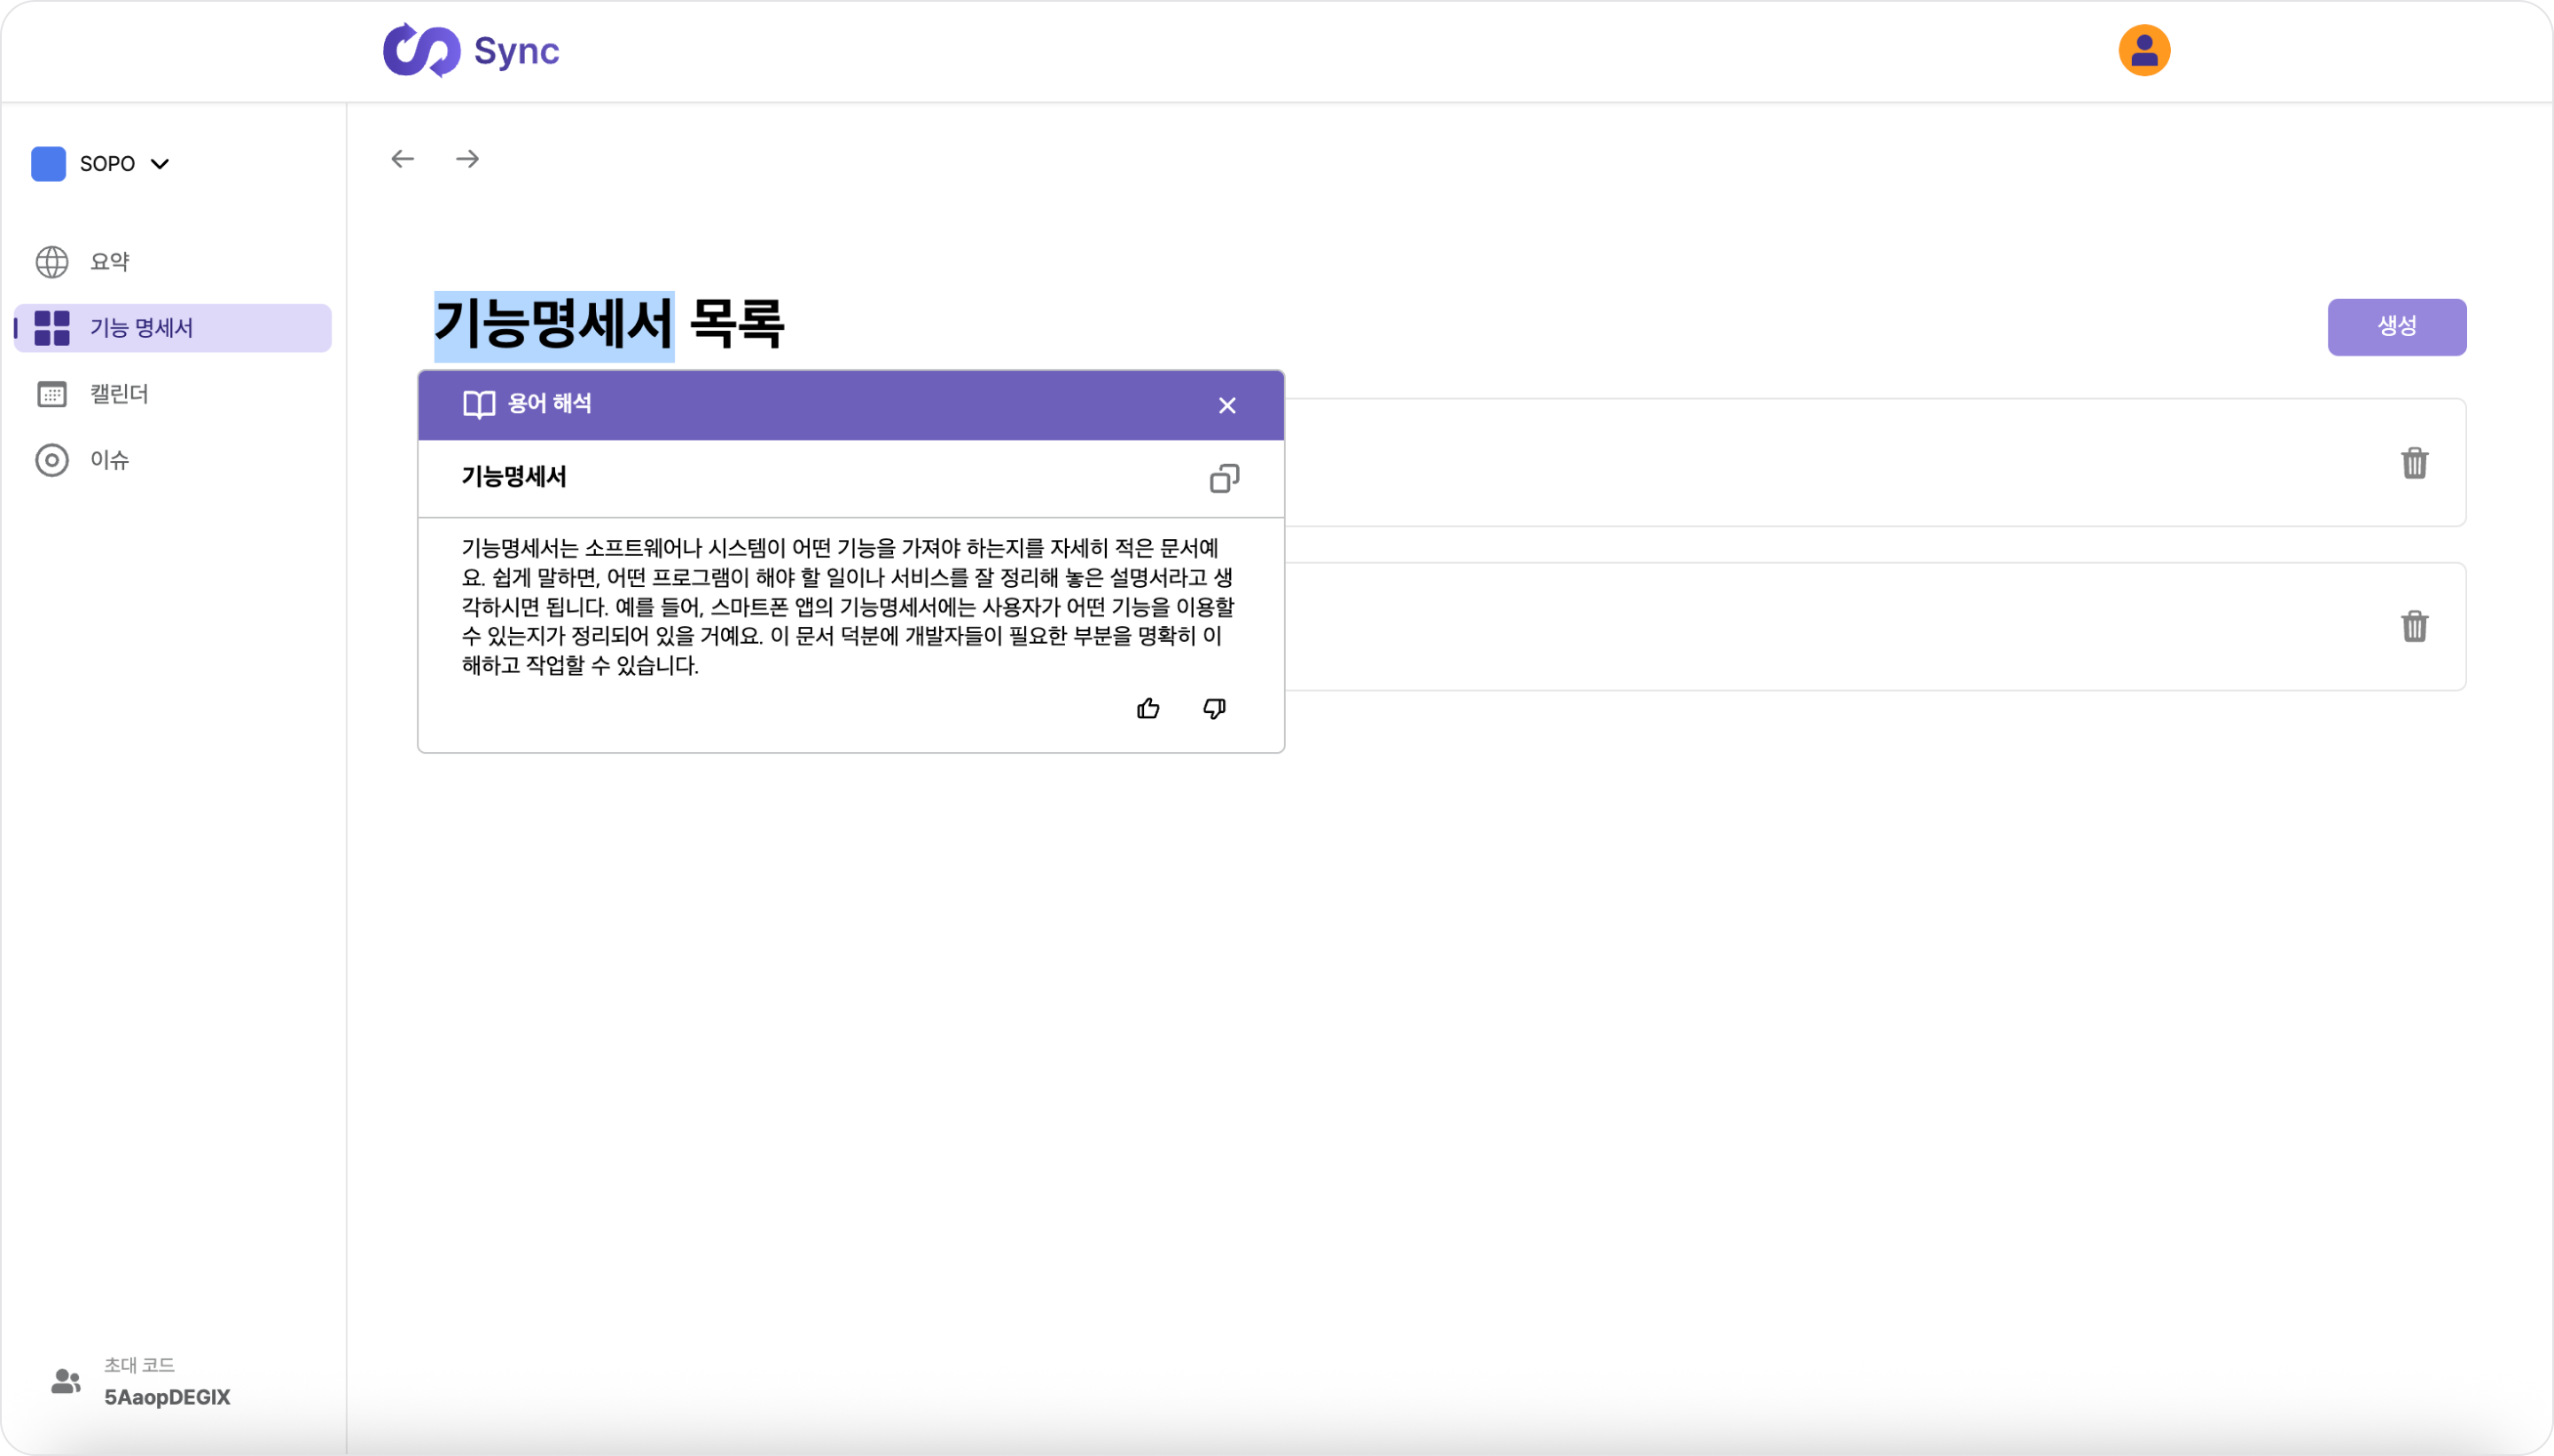 Sync
SOPO
요약
기능 명세서
캘린더
이슈
기능명세서 목록
생성
용어 해석
기능명세서
기능명세서는 소프트웨어나 시스템이 어떤 기능을 가져야 하는지를 자세히 적은 문서예
요. 쉽게 말하면, 어떤 프로그램이 해야 할 일이나 서비스를 잘 정리해 놓은 설명서라고 생
각하시면 됩니다. 예를 들어, 스마트폰 앱의 기능명세서에는 사용자가 어떤 기능을 이용할
수 있는지가 정리되어 있을 거예요. 이 문서 덕분에 개발자들이 필요한 부분을 명확히 이
해하고 작업할 수 있습니다.
초대 코드
5AaopDEGIX